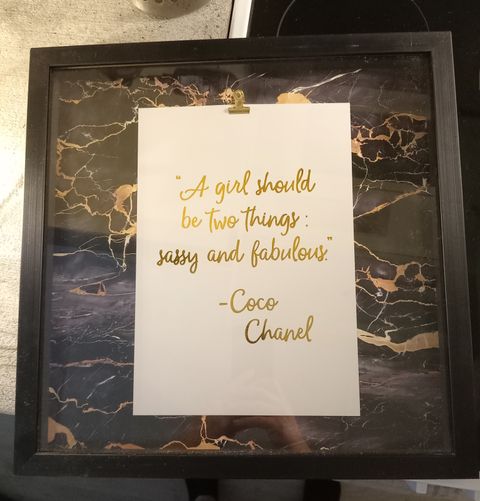 “A girl should
be two things:
sassy and fabulous."
-Coco
Chanel